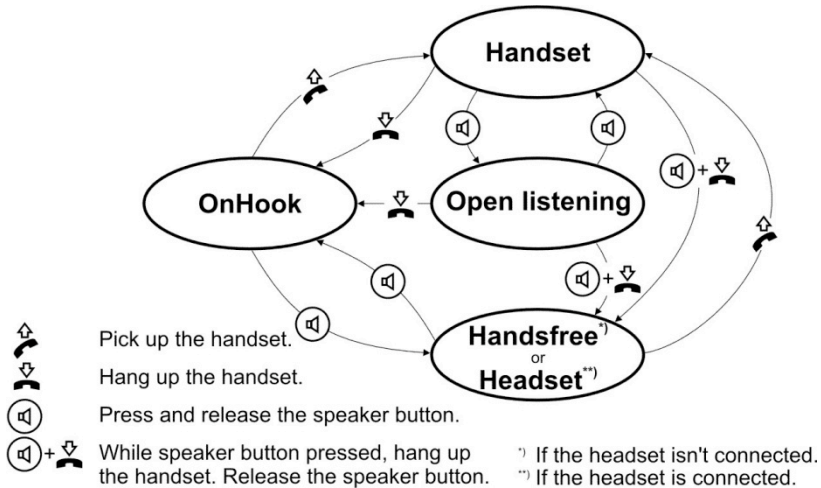 Handset
OnHook
Open listening
Handsfree*)
or
Headset**)
Pick up the handset.
Hang up the handset.
Press and release the speaker button.
While speaker button pressed, hang up
the handset. Release the speaker button.
*) If the headset isn't connected.
**) If the headset is connected.